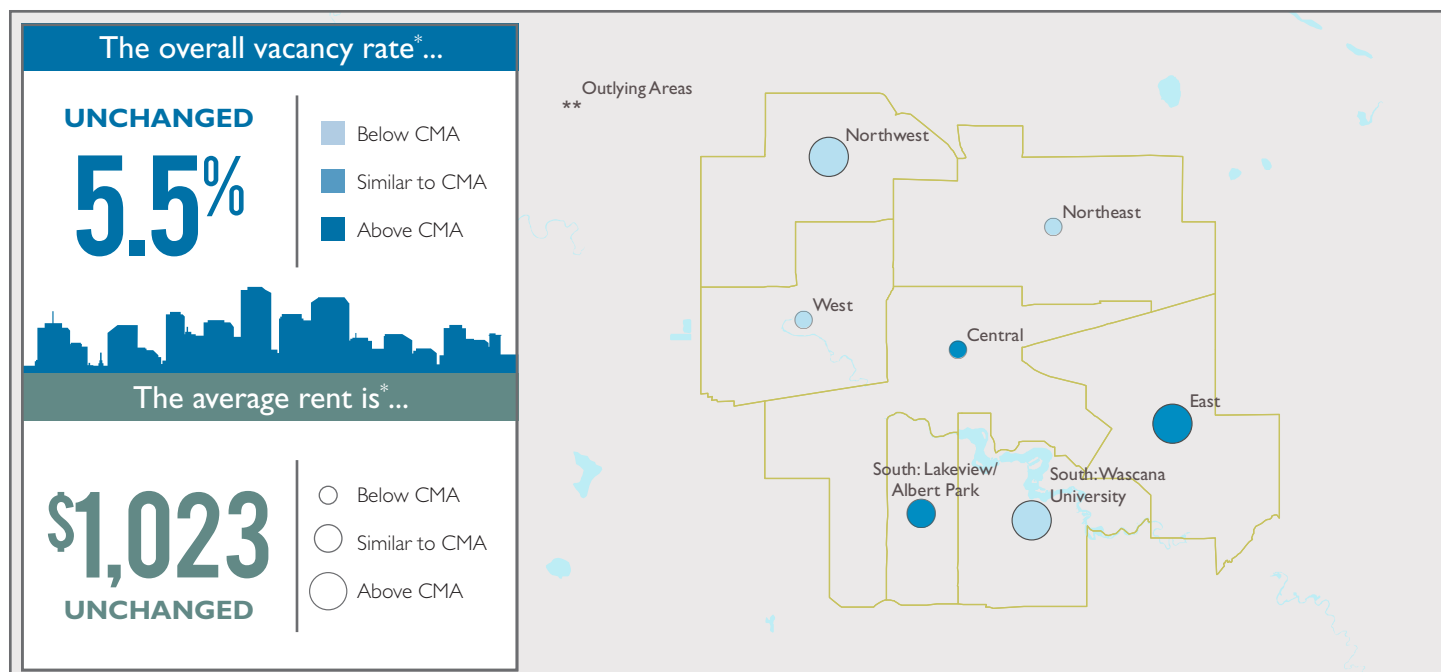 The overall vacancy rate*...
UNCHANGED
5.5%
Below CMA
Similar to CMA
Above CMA
The average rent is*...
$1,023
UNCHANGED
Below CMA
Similar to CMA
Above CMA
Outlying Areas
**
Northwest
Northeast
West
Central
East
South: Lakeview/
Albert Park
South: Wascana
University